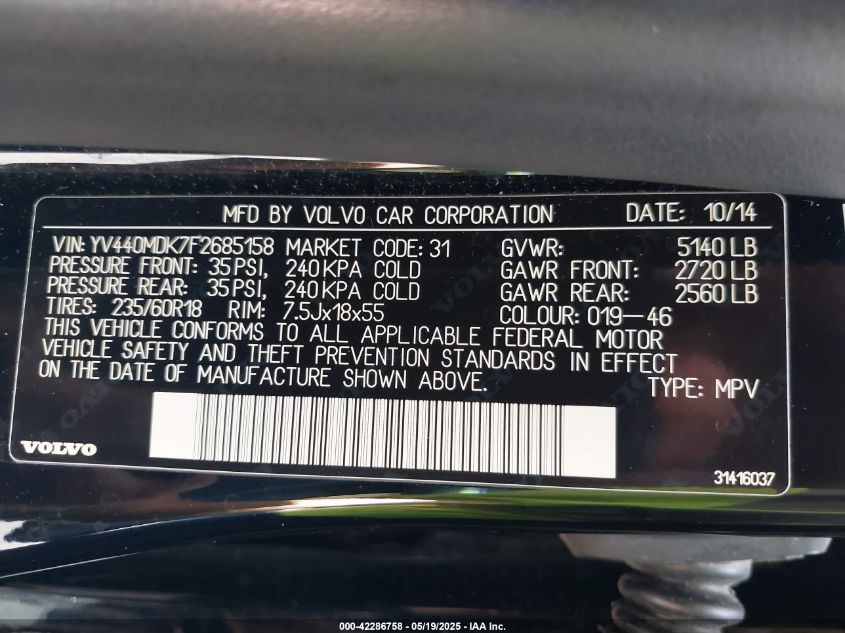 MFD BY VOLVO CAR CORPORATION DATE: 10/14
VIN: YV440MDK7F2685158 MARKET CODE: 31 GVWR: 5140 LB
PRESSURE FRONT: 35 PSI, 240 KPA COLD GAWR FRONT: 2720 LB
PRESSURE REAR: 35 PSI, 240 KPA COLD GAWR REAR: 2560 LB
TIRES: 235/60R18 RIM: 7.5Jx18x55 COLOUR: 019-46
THIS VEHICLE CONFORMS TO ALL APPLICABLE FEDERAL MOTOR
VEHICLE SAFETY AND THEFT PREVENTION STANDARDS IN EFFECT
ON THE DATE OF MANUFACTURE SHOWN ABOVE. TYPE: MPV
VOLVO 31416037
000-42286758 - 05/19/2025 - IAA Inc.